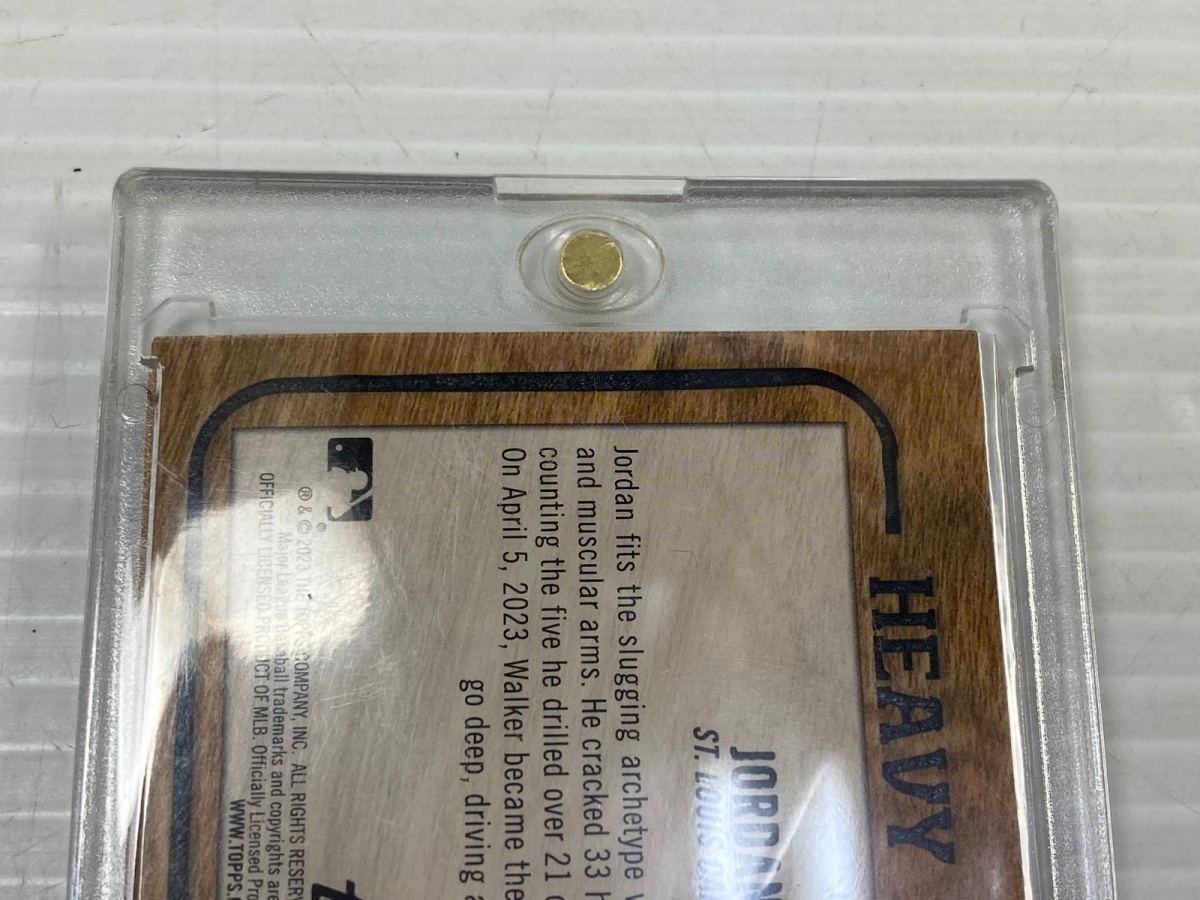 HEAVY
JORDAN
ST. LOUIS
Jordan fits the slugging archetype
and muscular arms. He cracked 33
counting the five he drilled over 21
On April 5, 2023, Walker became the
go deep, driving
® & © 2023 THE TOPPS COMPANY, INC. ALL RIGHTS
Major League Baseball trademarks and copyrights are
OFFICIALLY LICENSED PRODUCT OF MLB. Officially Licensed
WWW.TOPPS.